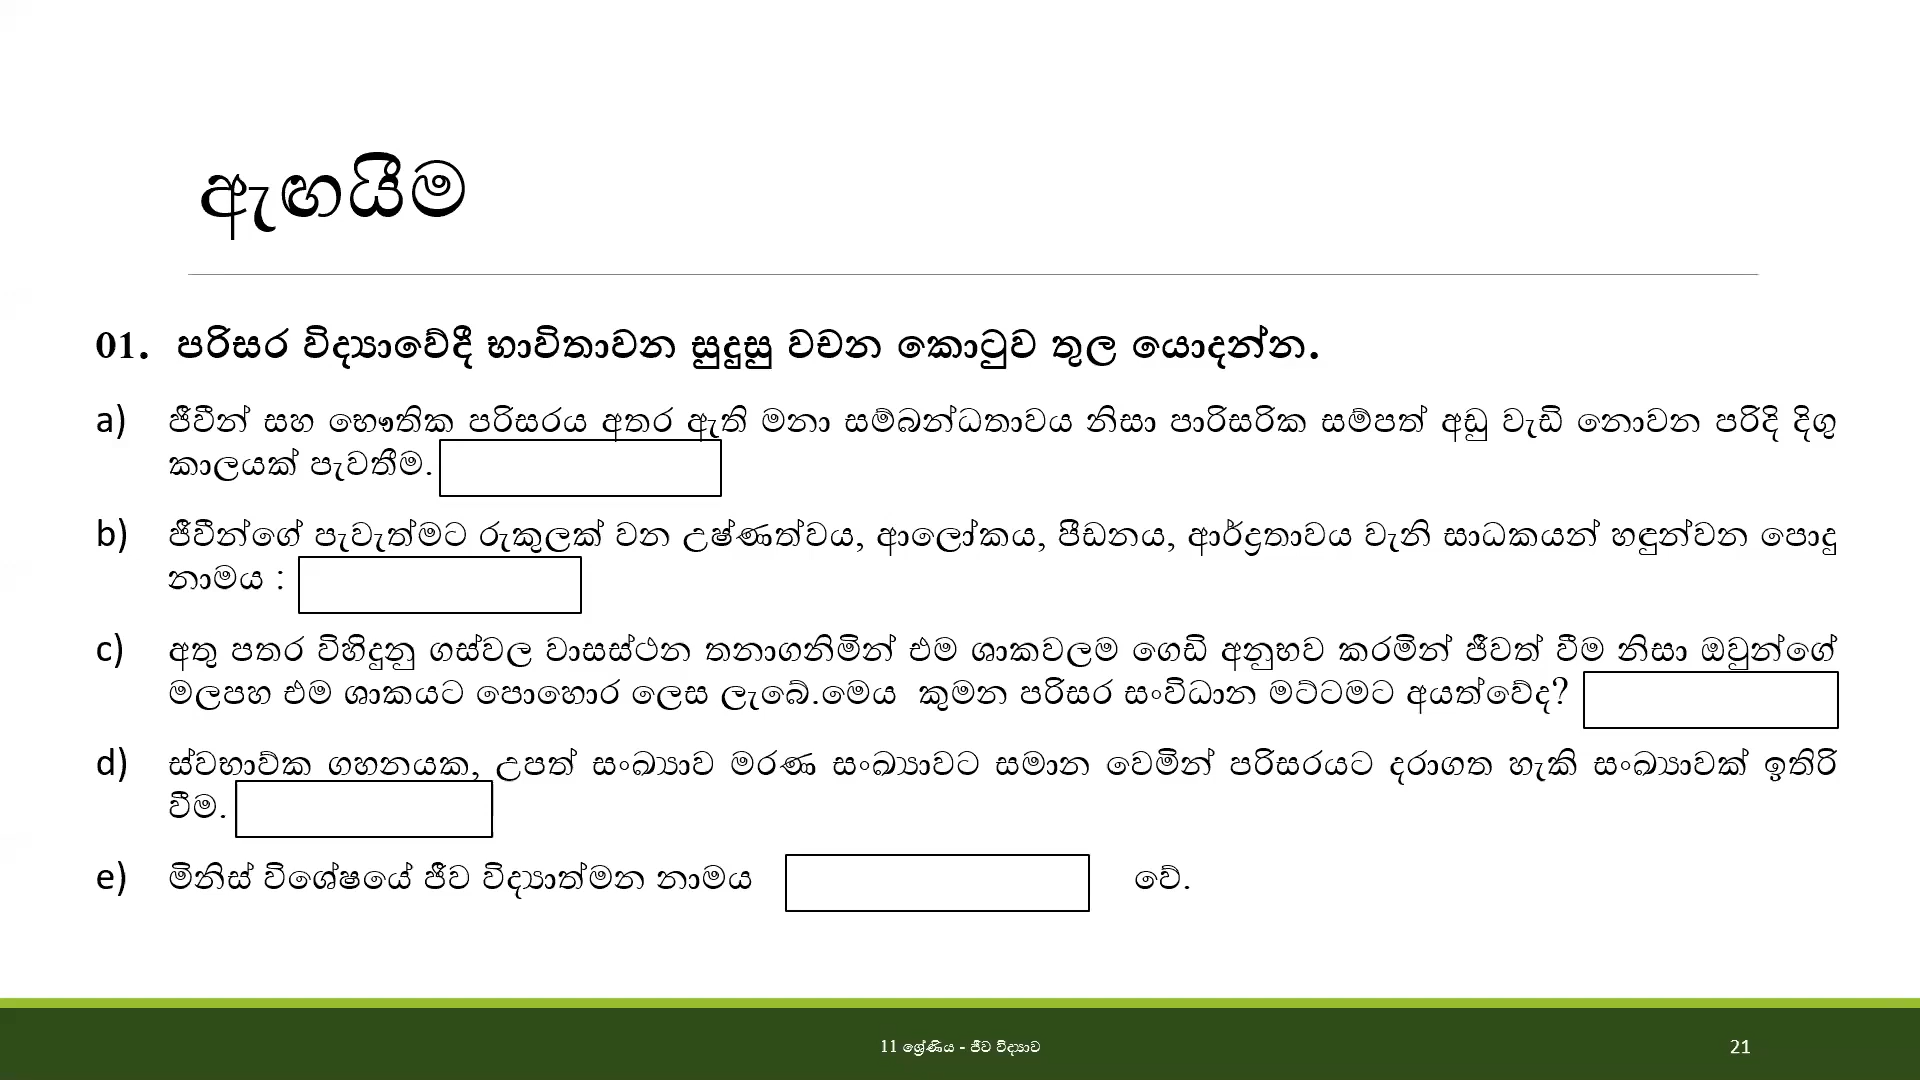 ඇඟයීම
01. පරිසර විද්‍යාවේදී භාවිතාවන සුදුසු වචන කොටුව තුල යොදන්න.
a) ජීවීන් සහ භෞතික පරිසරය අතර ඇති මනා සම්බන්ධතාවය නිසා පාරිසරික සම්පත් අඩු වැඩි නොවන පරිදි දිගු
කාලයක් පැවතීම.
b) ජීවීන්ගේ පැවැත්මට රුකුලක් වන උෂ්ණත්වය, ආලෝකය, පීඩනය, ආර්ද්‍රතාවය වැනි සාධකයන් හඳුන්වන පොදු
නාමය :
c) අතු පතර විහිදුනු ගස්වල වාසස්ථන තනාගනිමින් එම ශාකවලම ගෙඩි අනුභව කරමින් ජීවත් වීම නිසා ඔවුන්ගේ
මලපහ එම ශාකයට පොහොර ලෙස ලැබේ.මෙය කුමන පරිසර සංවිධාන මට්ටමට අයත්වේද?
d) ස්වභාව්ක ගහනයක, උපත් සංඛ්‍යාව මරණ සංඛ්‍යාවට සමාන වෙමින් පරිසරයට දරාගත හැකි සංඛ්‍යාවක් ඉතිරි
වීම.
e) මිනිස් විශේෂයේ ජීව විද්‍යාත්මන නාමය වේ.
11 ශ්‍රේණිය - ජීව විද්‍යාව
21